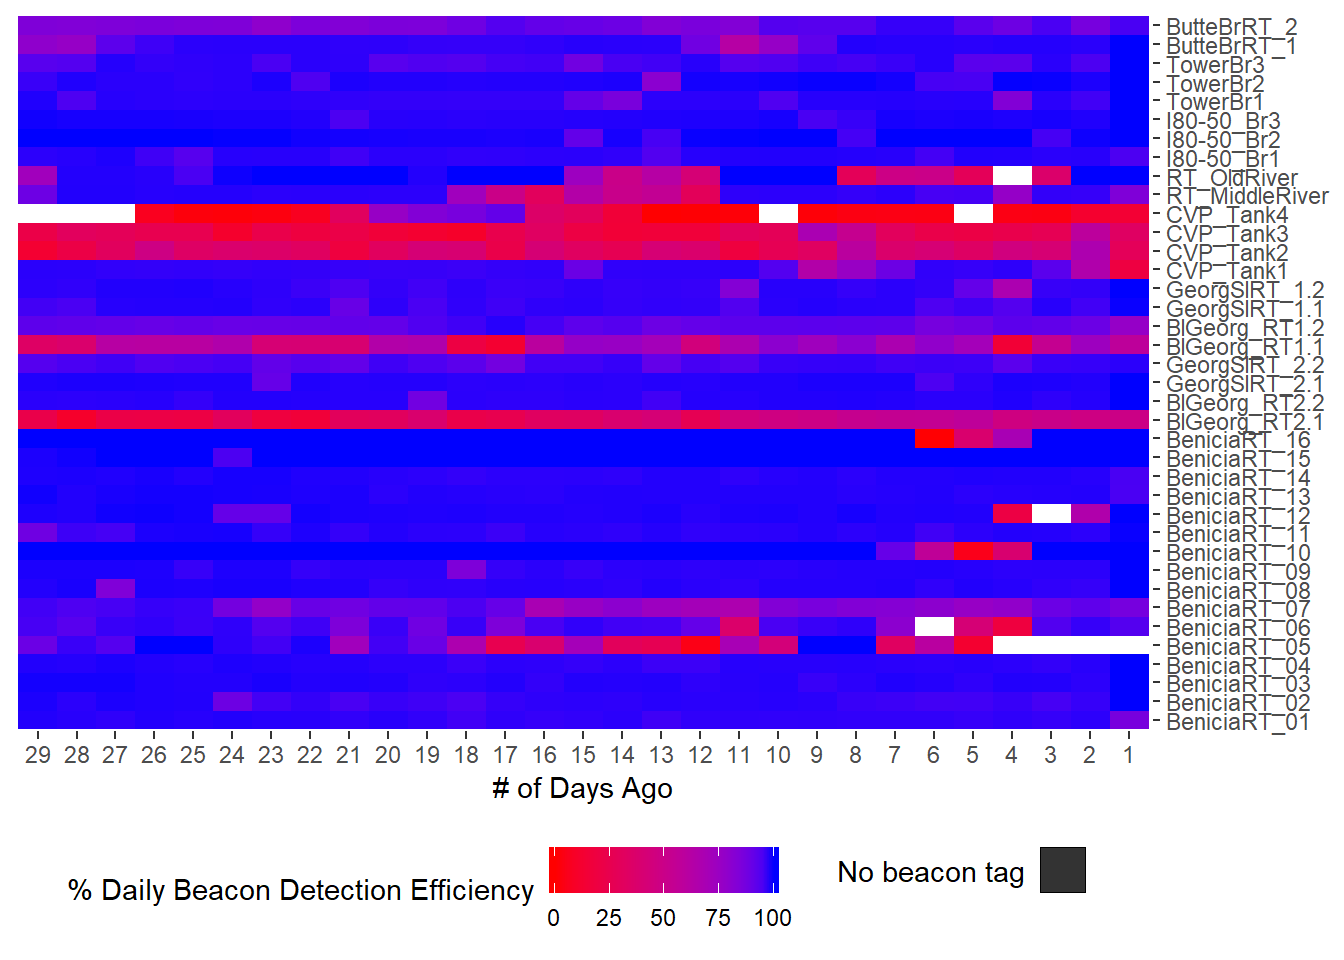 ButteBrRT_2
ButteBrRT_1
TowerBr3
TowerBr2
TowerBr1
I80-50_Br3
I80-50_Br2
I80-50_Br1
RT_OldRiver
RT_MiddleRiver
CVP_Tank4
CVP_Tank3
CVP_Tank2
CVP_Tank1
GeorgSlRT_1.2
GeorgSlRT_1.1
BlGeorg_RT1.2
BlGeorg_RT1.1
GeorgSlRT_2.2
GeorgSlRT_2.1
BlGeorg_RT2.2
BlGeorg_RT2.1
BeniciaRT_16
BeniciaRT_15
BeniciaRT_14
BeniciaRT_13
BeniciaRT_12
BeniciaRT_11
BeniciaRT_10
BeniciaRT_09
BeniciaRT_08
BeniciaRT_07
BeniciaRT_06
BeniciaRT_05
BeniciaRT_04
BeniciaRT_03
BeniciaRT_02
BeniciaRT_01
29 28 27 26 25 24 23 22 21 20 19 18 17 16 15 14 13 12 11 10 9 8 7 6 5 4 3 2 1
# of Days Ago
% Daily Beacon Detection Efficiency
0 25 50 75 100
No beacon tag